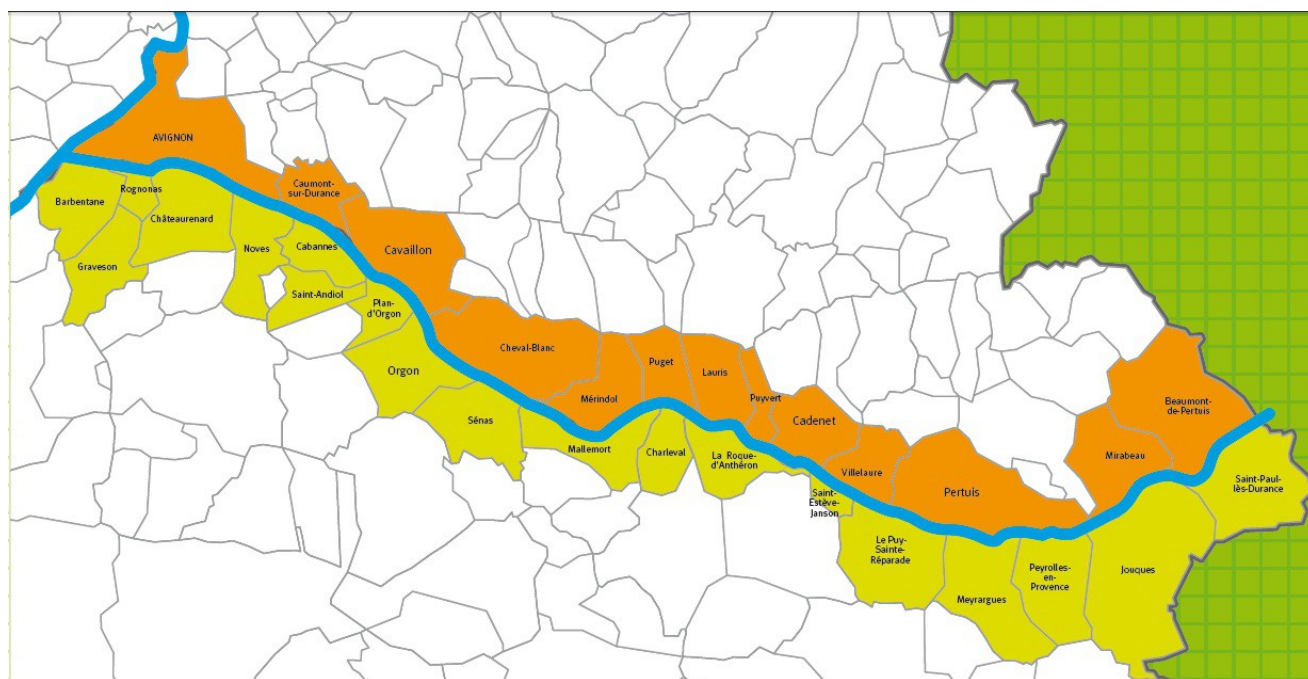 AVIGNON
Caumont-
sur-Durance
Barbentane
Rognonas
Châteaurenard
Noves
Cabannes
Cavaillon
Graveson
Saint-Andiol
Plan-
d'Orgon
Orgon
Cheval-Blanc
Puget
Lauris
Mérindol
Puyvert
Sénas
Mallemort
Charleval
La Roque-
d'Anthéron
Cadenet
Villelaure
Saint-
Estève-
Janson
Pertuis
Beaumont-
de-Pertuis
Mirabeau
Saint-Paul-
lès-Durance
Le Puy-
Sainte-
Réparade
Meyrargues
Peyrolles-
en-
Provence
Jouques